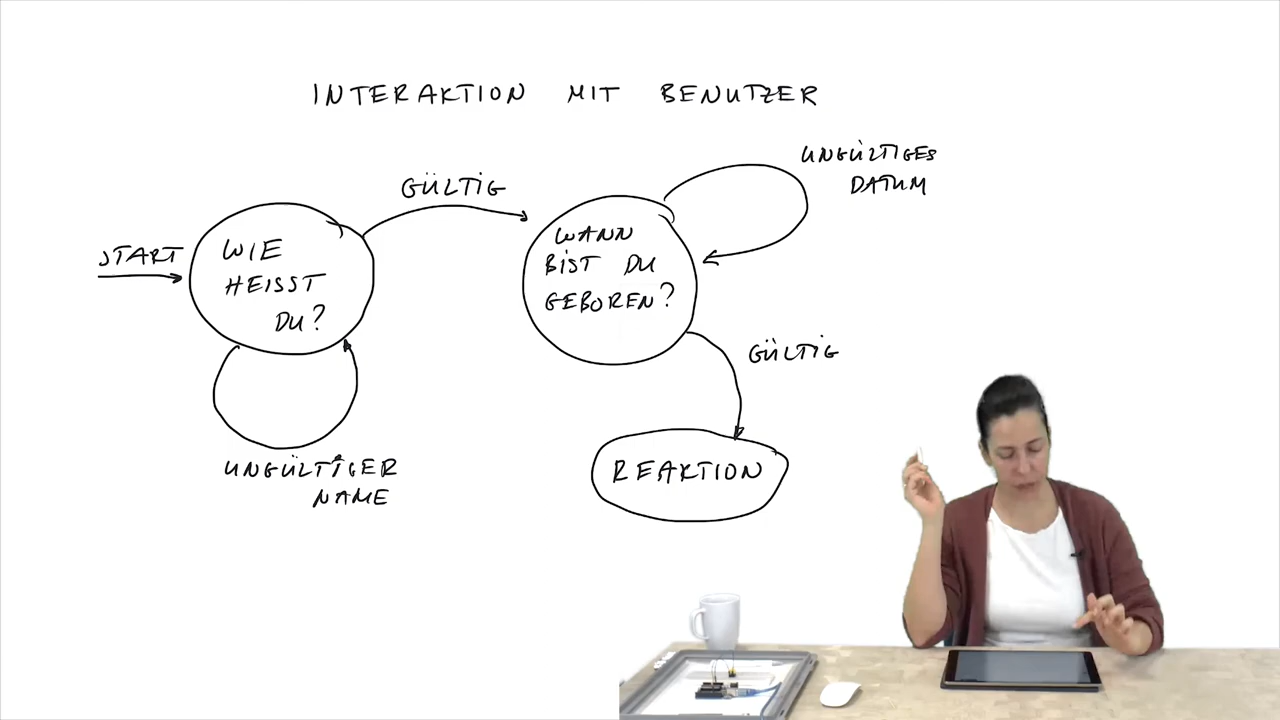 INTERAKTION MIT BENUTZER
UNGÜLTIGES
DATUM
GÜLTIG
START
WIE
HEISST
DU?
WANN
BIST DU
GEBOREN?
GÜLTIG
UNGÜLTIGER
NAME
REAKTION